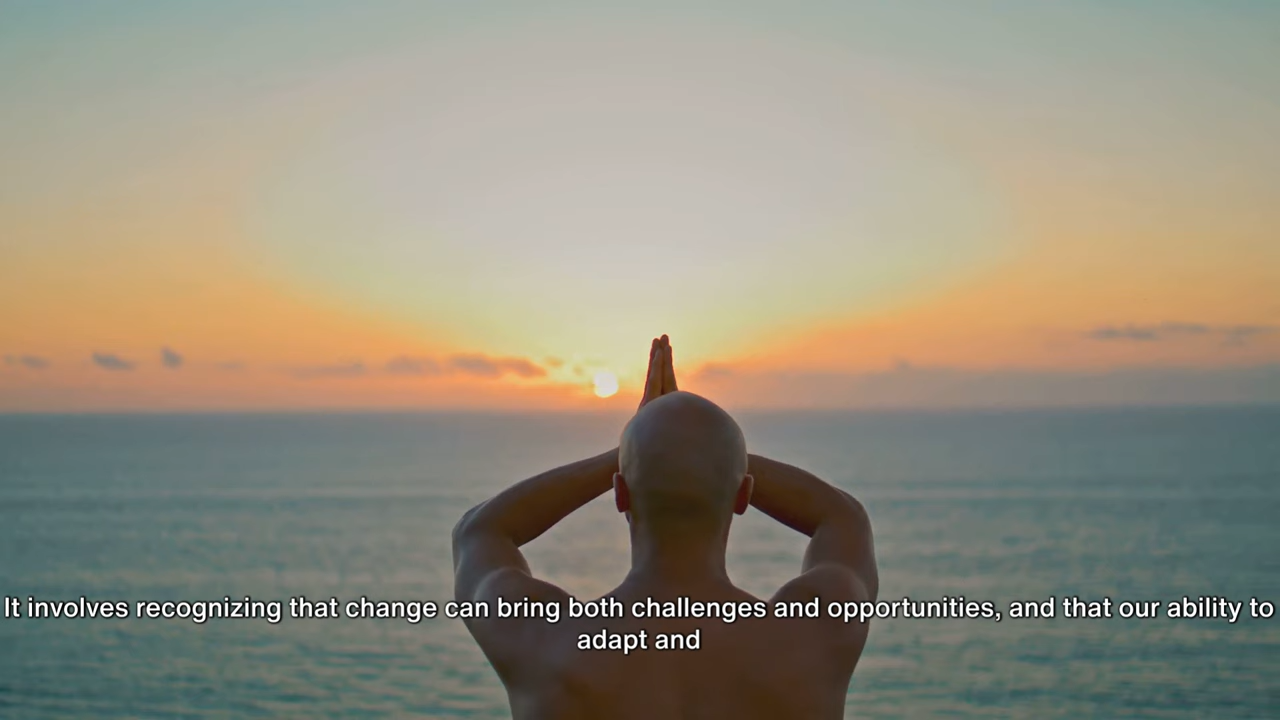 It involves recognizing that change can bring both challenges and opportunities, and that our ability to
adapt and